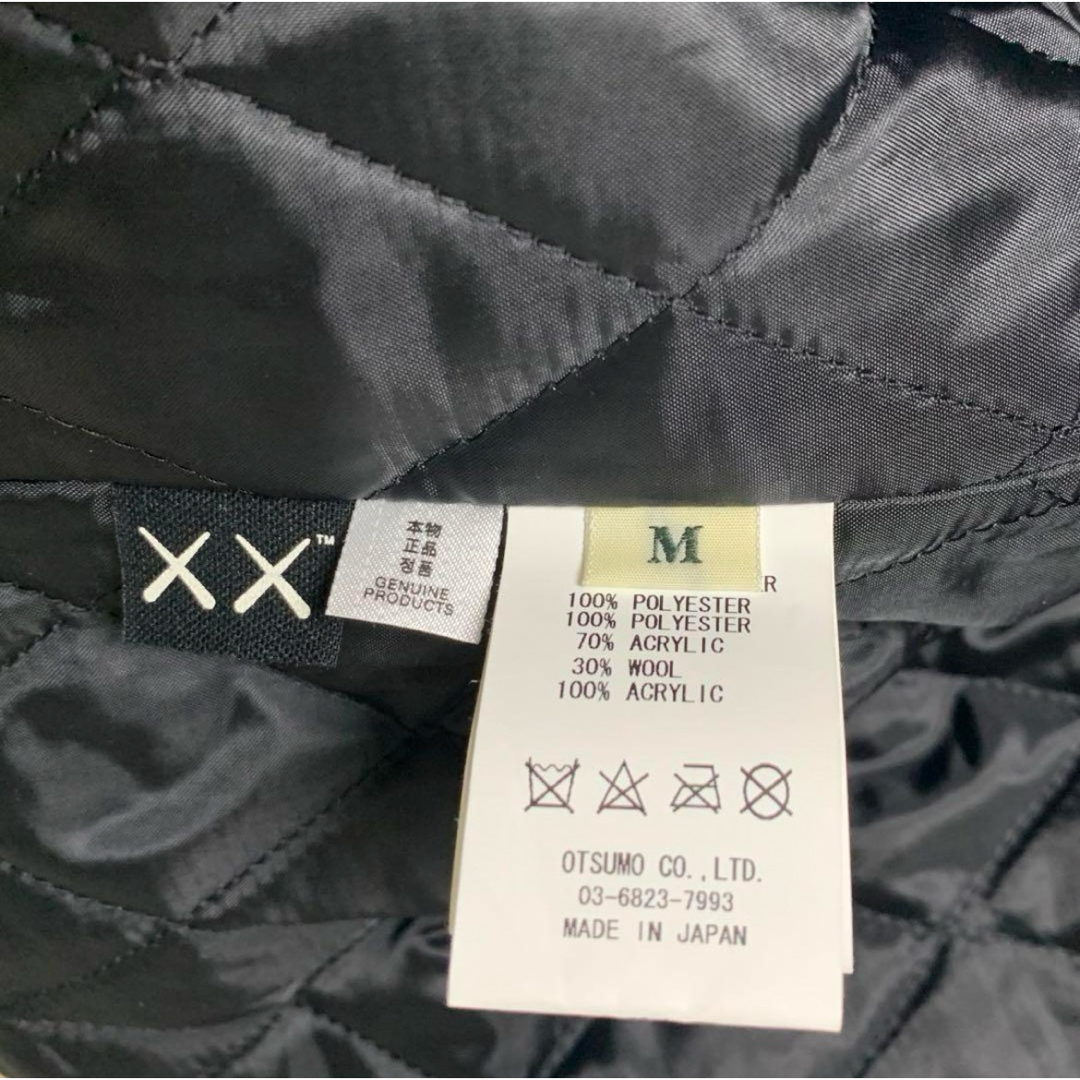 XX™
本物
正品
정품
GENUINE
PRODUCTS
M
R
100% POLYESTER
100% POLYESTER
70% ACRYLIC
30% WOOL
100% ACRYLIC
OTSUMO CO.,LTD.
03-6823-7993
MADE IN JAPAN